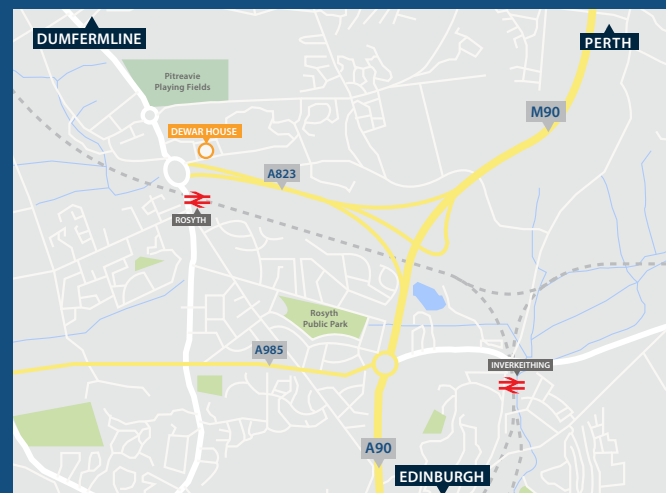 DUMFERMLINE
PERTH
Pitreavie
Playing Fields
M90
DEWAR HOUSE
A823
ROSYTH
Rosyth
Public Park
A985
INVERKEITHING
A90
EDINBURGH